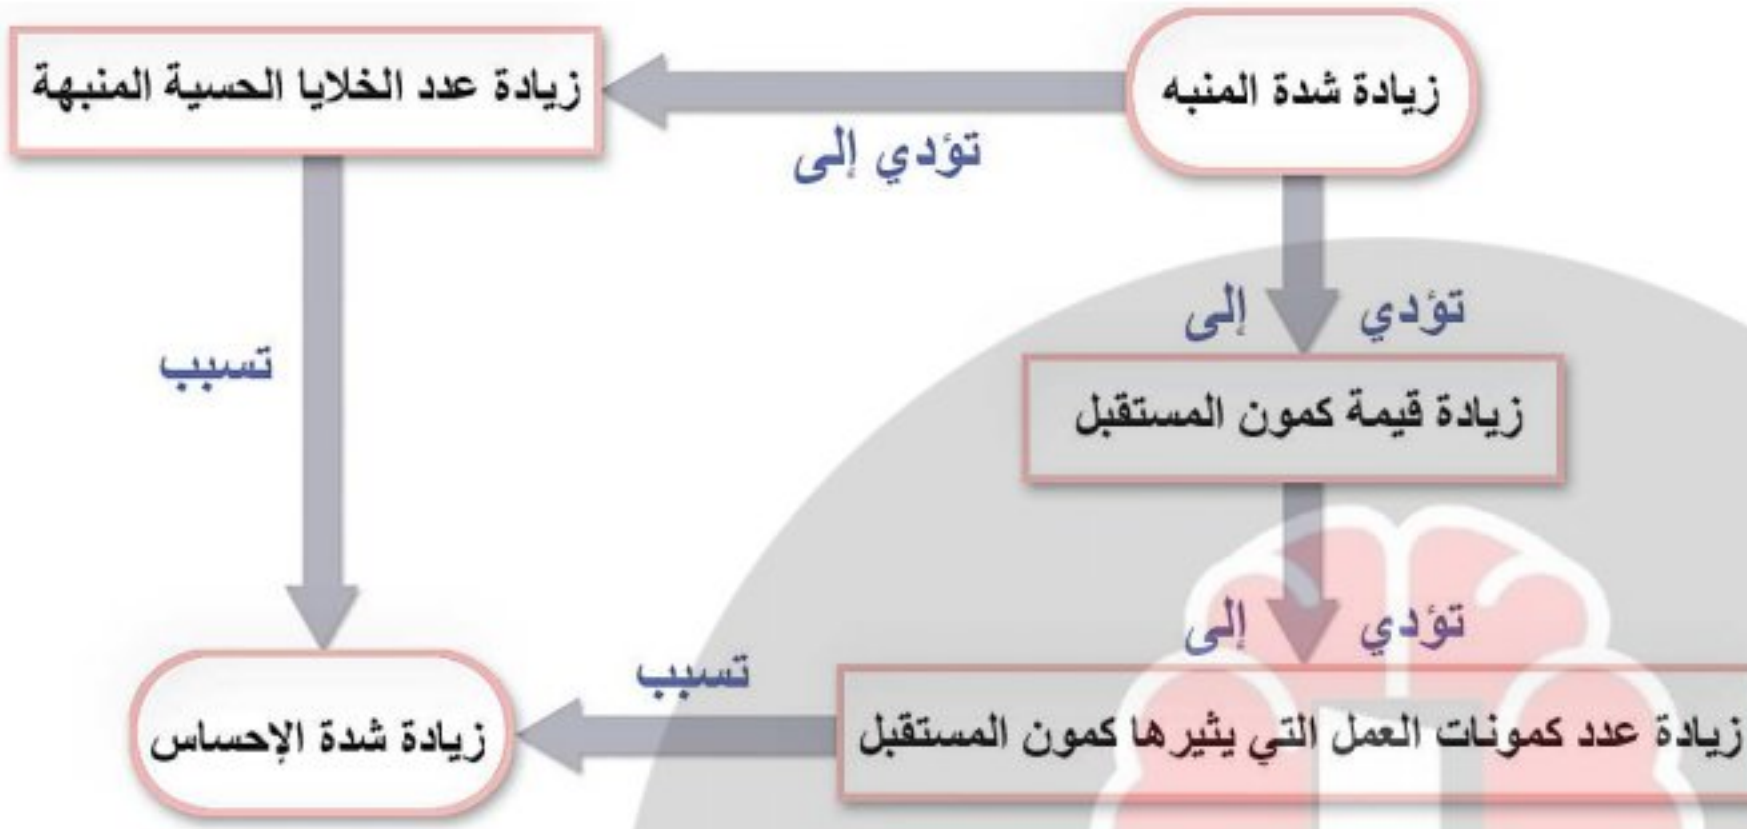 زيادة شدة المنبه
تؤدي إلى
زيادة عدد الخلايا الحسية المنبهة
تسبب
تؤدي إلى
زيادة قيمة كمون المستقبل
تؤدي إلى
زيادة عدد كمونات العمل التي يثيرها كمون المستقبل
تسبب
زيادة شدة الإحساس